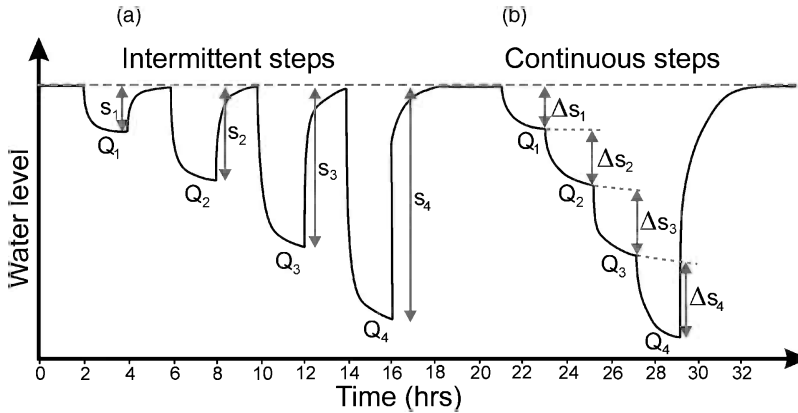 (a) (b)
Intermittent steps Continuous steps
s1 s2 s3 s4 Δs1 Δs2 Δs3 Δs4
Q1 Q2 Q3 Q4 Q1 Q2 Q3 Q4
Water level
0 2 4 6 8 10 12 14 16 18 20 22 24 26 28 30 32
Time (hrs)